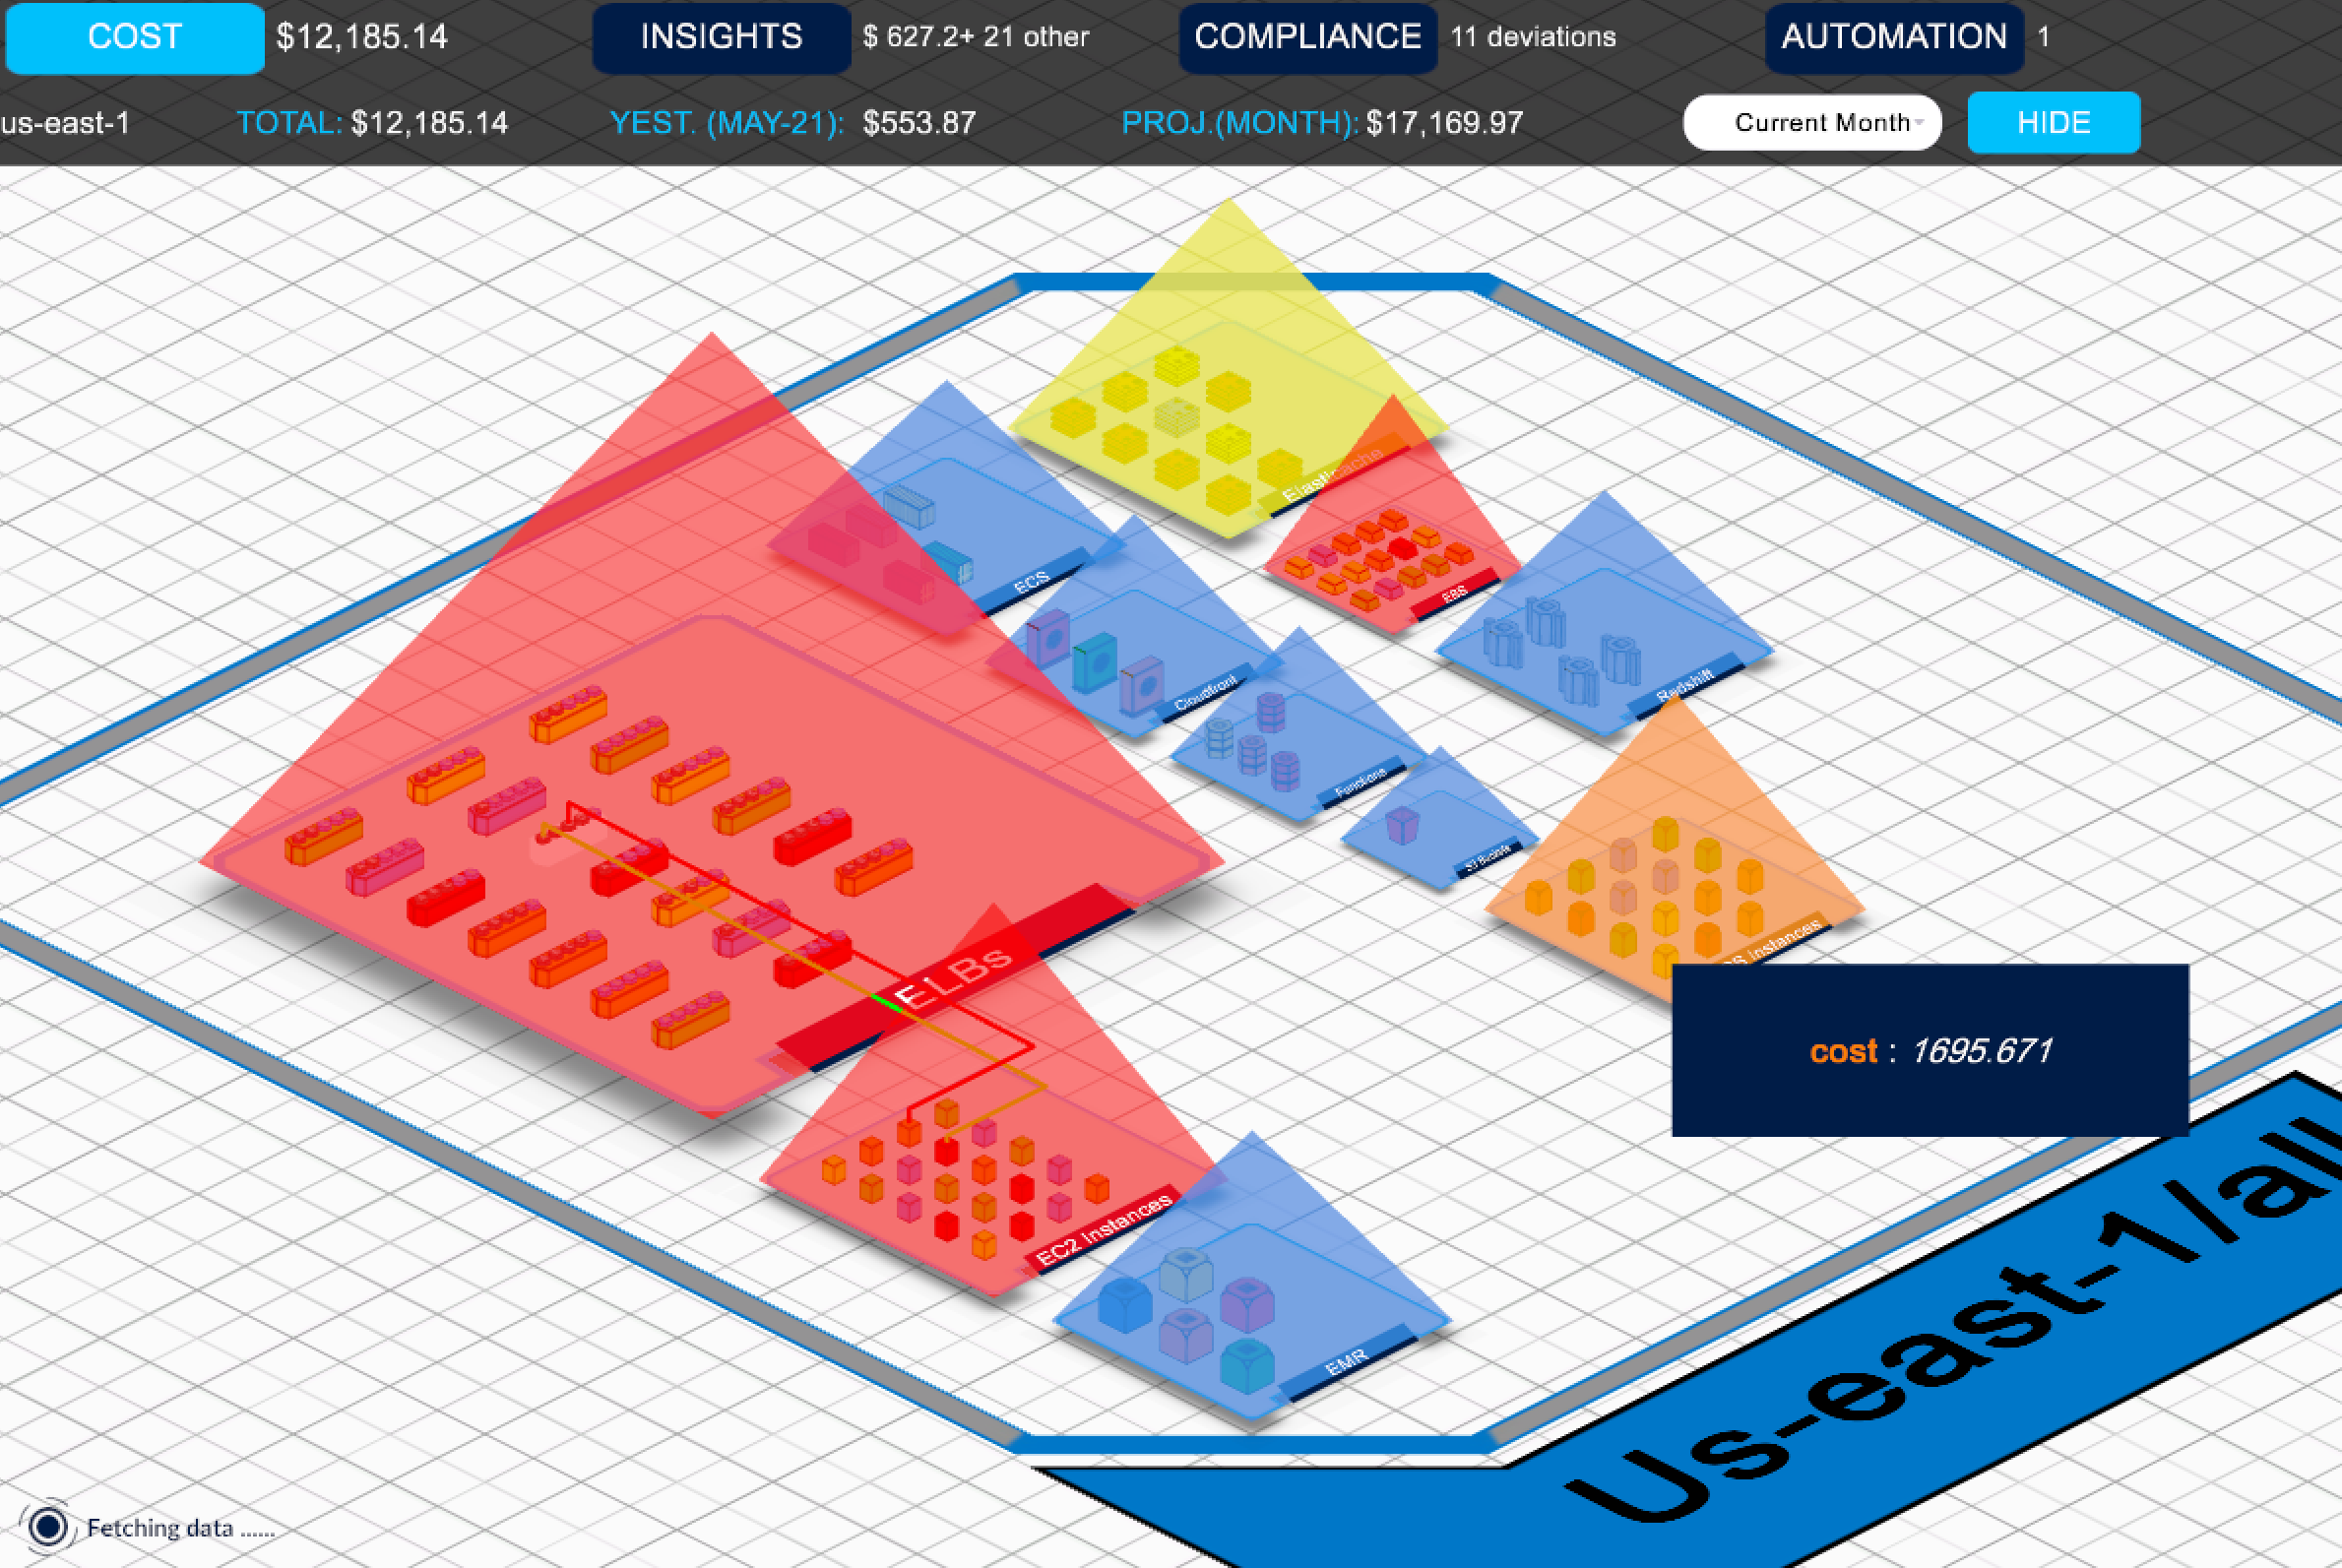 COST $12,185.14 INSIGHTS $ 627.2+ 21 other COMPLIANCE 11 deviations AUTOMATION 1
us-east-1 TOTAL: $12,185.14 YEST. (MAY-21): $553.87 PROJ.(MONTH): $17,169.97 Current Month HIDE
Elasticache
ECS
EBS
Cloudfront
Redshift
Functions
S3 Buckets
Instances
ELBs
cost : 1695.671
EC2 Instances
EMR
Us-east-1/all
Fetching data ......